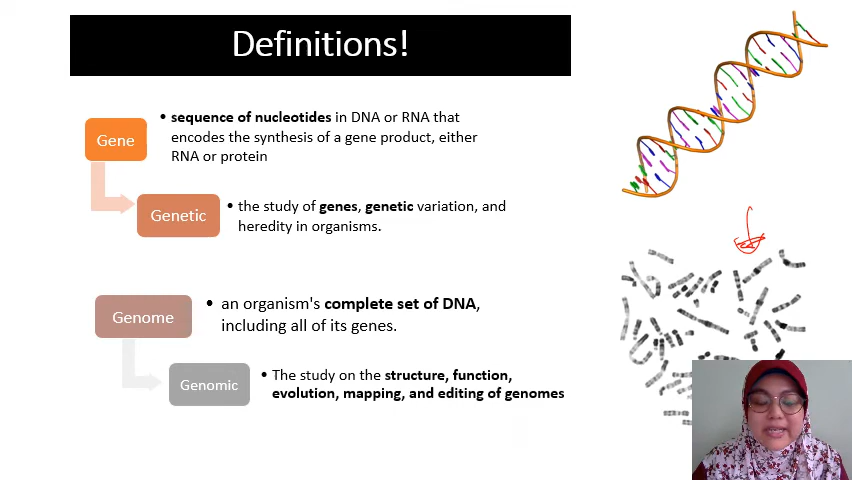 Definitions!
Gene
• sequence of nucleotides in DNA or RNA that
encodes the synthesis of a gene product, either
RNA or protein
Genetic
• the study of genes, genetic variation, and
heredity in organisms.
Genome
• an organism's complete set of DNA,
including all of its genes.
Genomic
• The study on the structure, function,
evolution, mapping, and editing of genomes